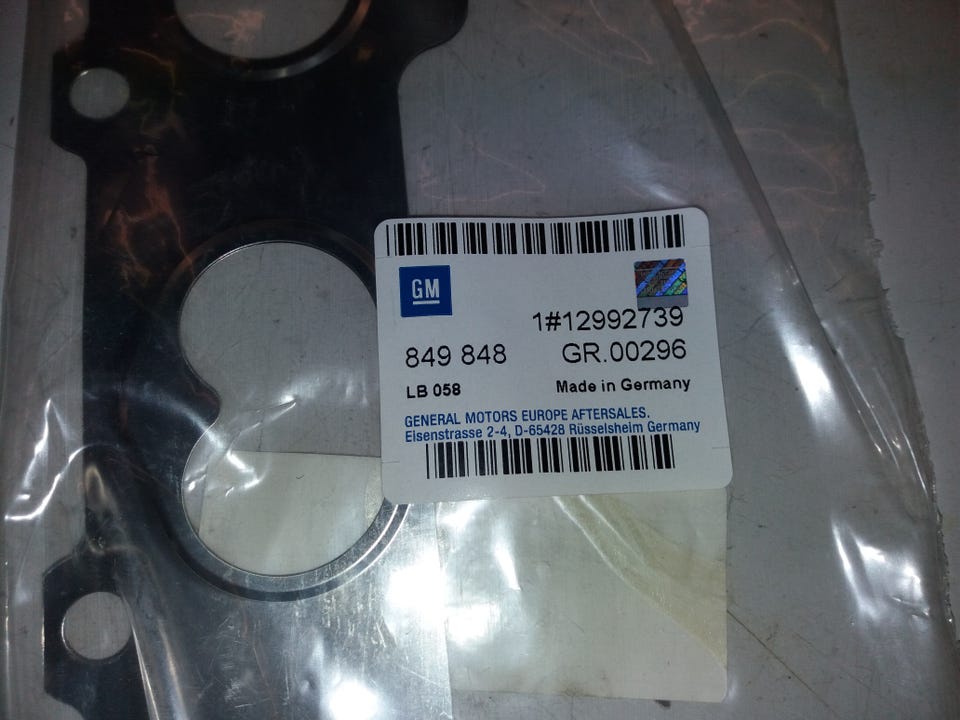 GM
1#12992739
849 848 GR.00296
LB 058 Made in Germany
GENERAL MOTORS EUROPE AFTERSALES.
Eisenstrasse 2-4, D-65428 Rüsselsheim Germany